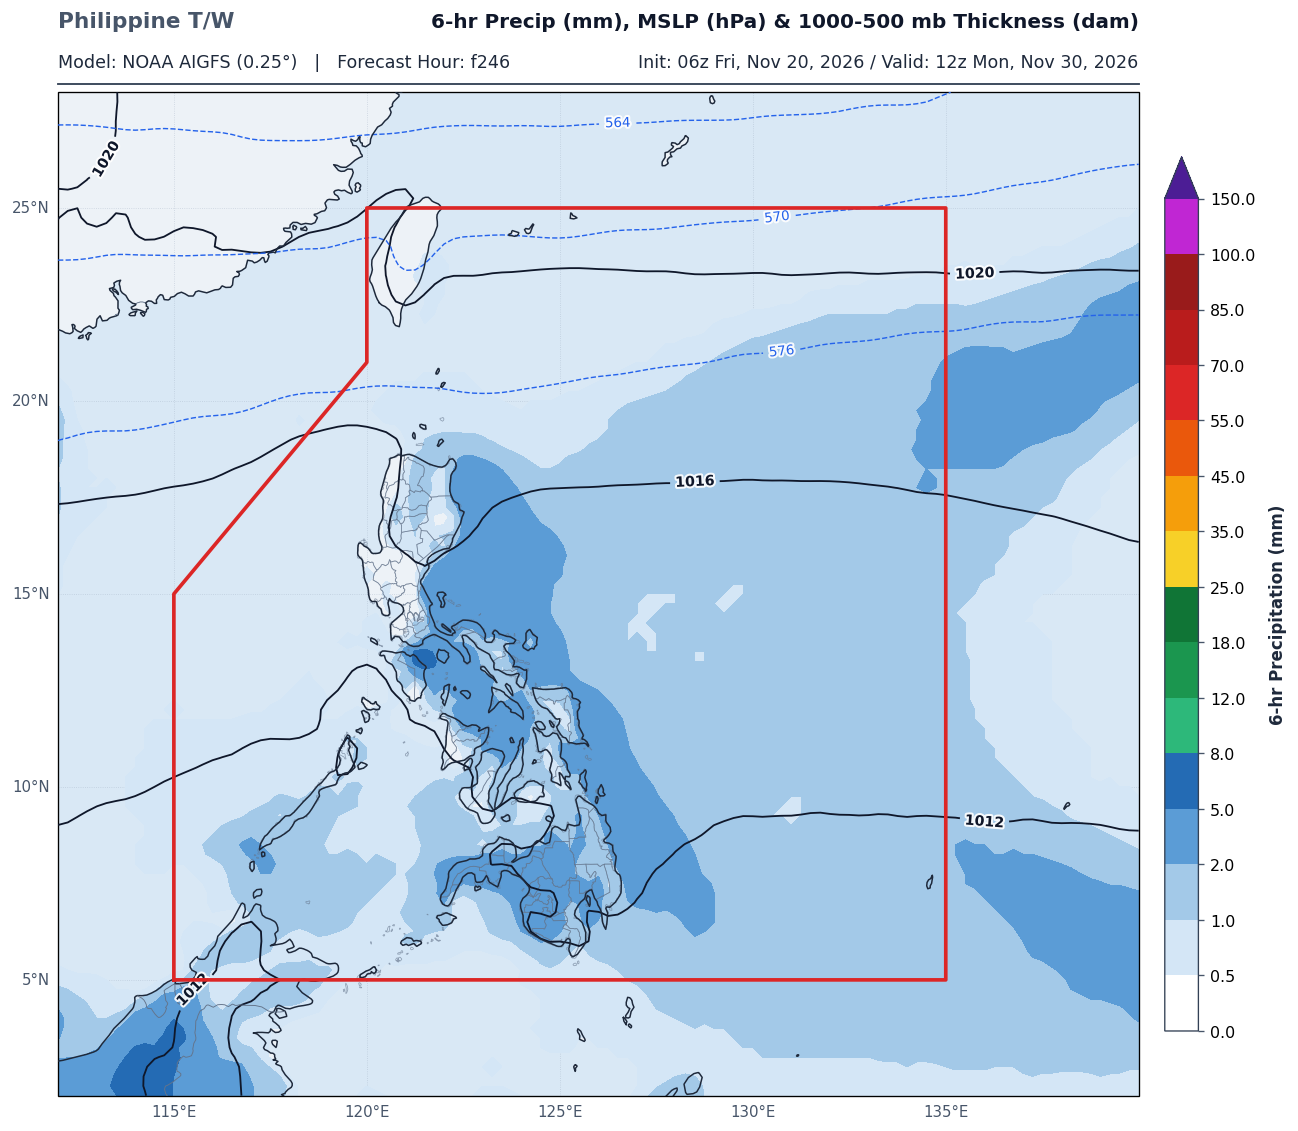 Philippine T/W
6-hr Precip (mm), MSLP (hPa) & 1000-500 mb Thickness (dam)
Model: NOAA AIGFS (0.25°) | Forecast Hour: f246
Init: 06z Fri, Nov 20, 2026 / Valid: 12z Mon, Nov 30, 2026
564
1020
570
25°N
1020
576
20°N
1016
15°N
10°N
1012
5°N
1012
115°E
120°E
125°E
130°E
135°E
150.0
100.0
85.0
70.0
55.0
45.0
35.0
25.0
18.0
12.0
8.0
5.0
2.0
1.0
0.5
0.0
6-hr Precipitation (mm)